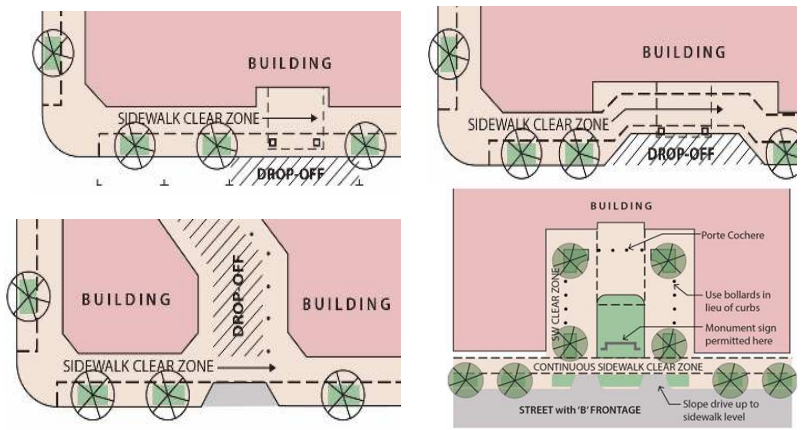 BUILDING
SIDEWALK CLEAR ZONE
DROP-OFF
BUILDING
SIDEWALK CLEAR ZONE
DROP-OFF
BUILDING
DROP-OFF
BUILDING
SIDEWALK CLEAR ZONE
BUILDING
Porte Cochere
SW CLEAR ZONE
Use bollards in
lieu of curbs
Monument sign
permitted here
CONTINUOUS SIDEWALK CLEAR ZONE
STREET with 'B' FRONTAGE
Slope drive up to
sidewalk level